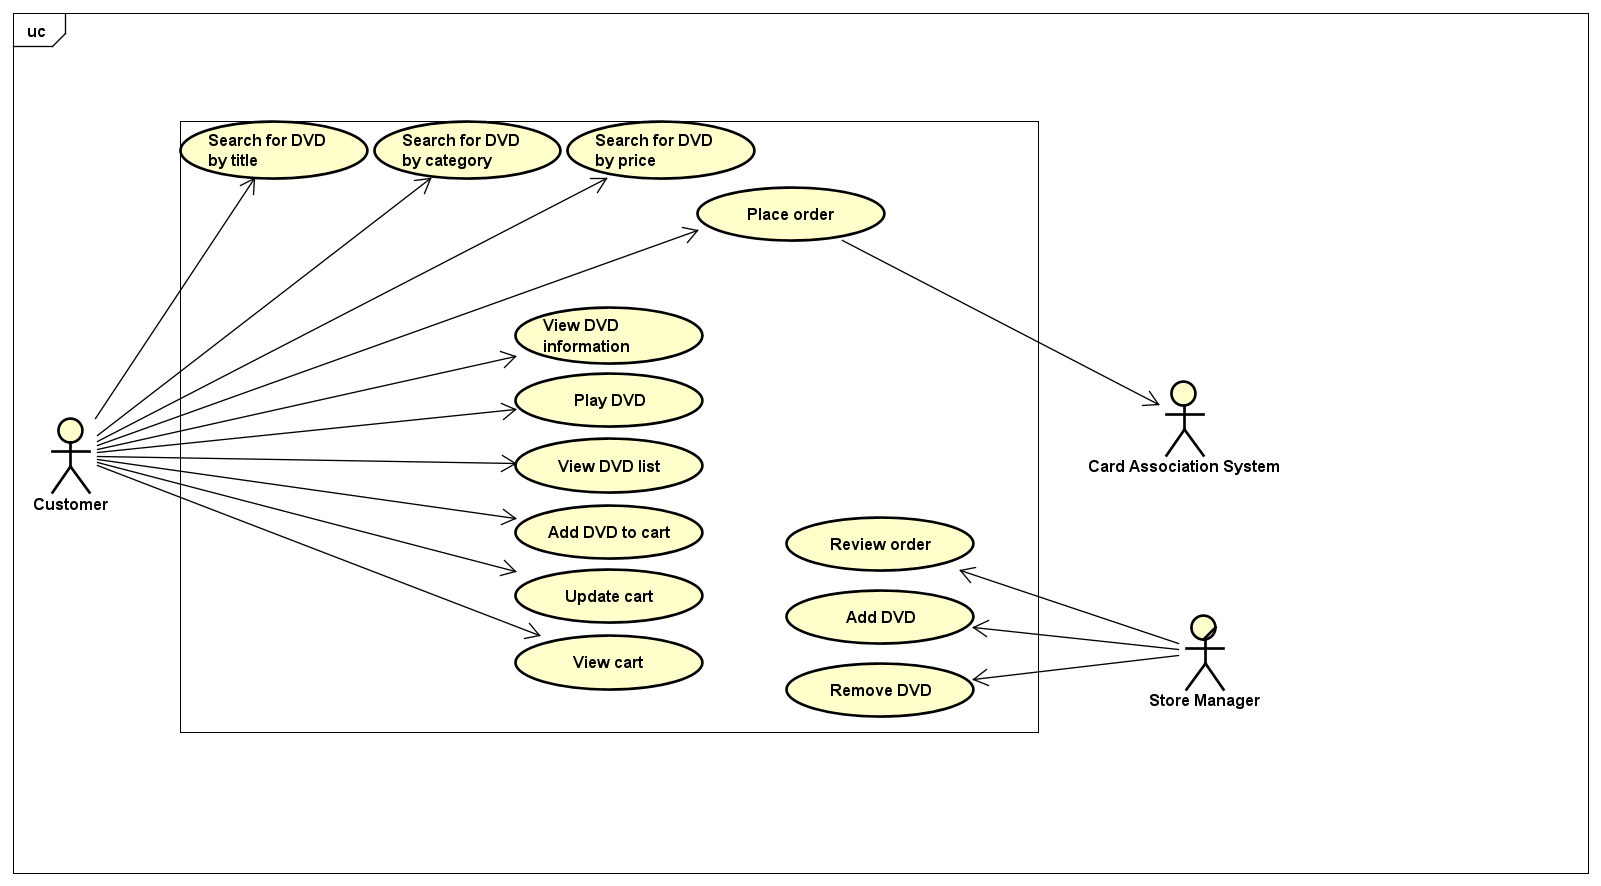 uc
Search for DVD
by title
Search for DVD
by category
Search for DVD
by price
Place order
View DVD
information
Play DVD
View DVD list
Add DVD to cart
Update cart
View cart
Review order
Add DVD
Remove DVD
Customer
Card Association System
Store Manager